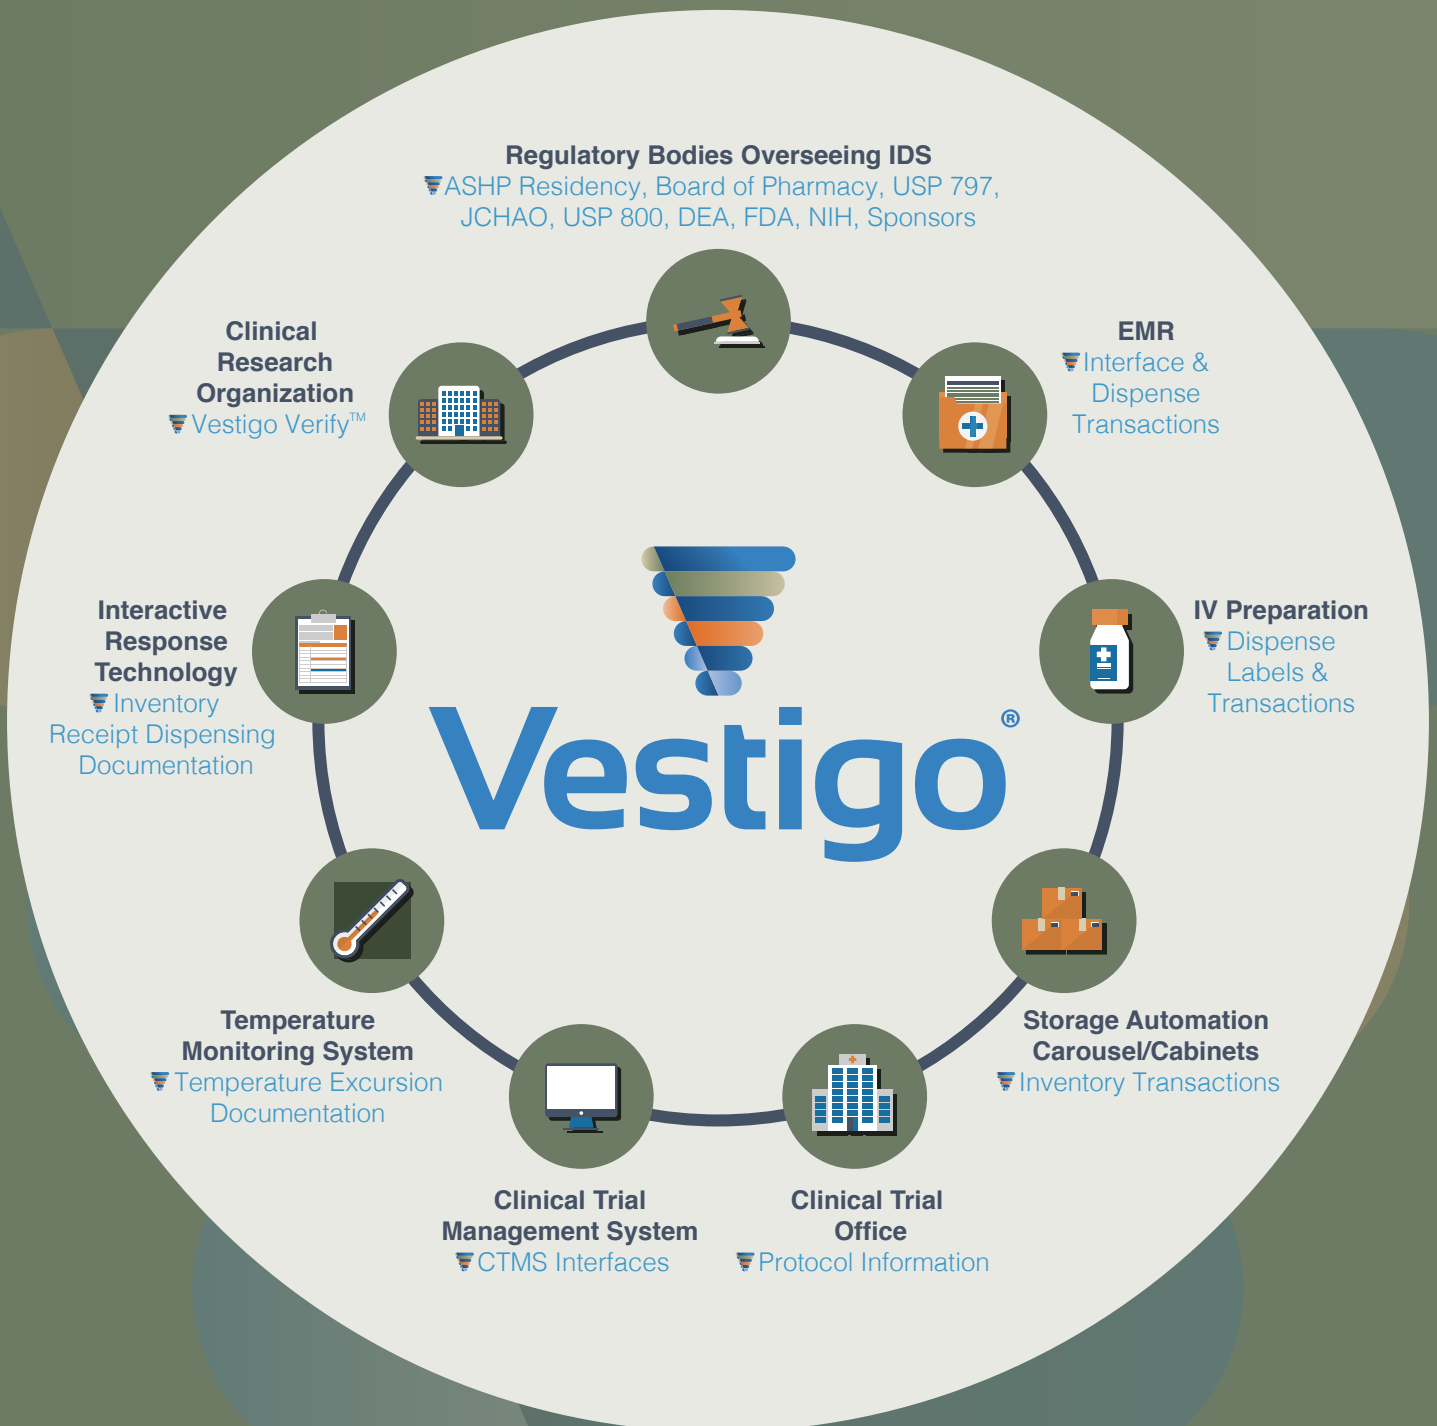 Regulatory Bodies Overseeing IDS
ASHP Residency, Board of Pharmacy, USP 797,
JCHAO, USP 800, DEA, FDA, NIH, Sponsors
EMR
Interface &
Dispense
Transactions
IV Preparation
Dispense
Labels &
Transactions
Storage Automation
Carousel/Cabinets
Inventory Transactions
Clinical Trial
Office
Protocol Information
Clinical Trial
Management System
CTMS Interfaces
Temperature
Monitoring System
Temperature Excursion
Documentation
Interactive
Response
Technology
Inventory
Receipt Dispensing
Documentation
Clinical
Research
Organization
Vestigo Verify™
Vestigo®